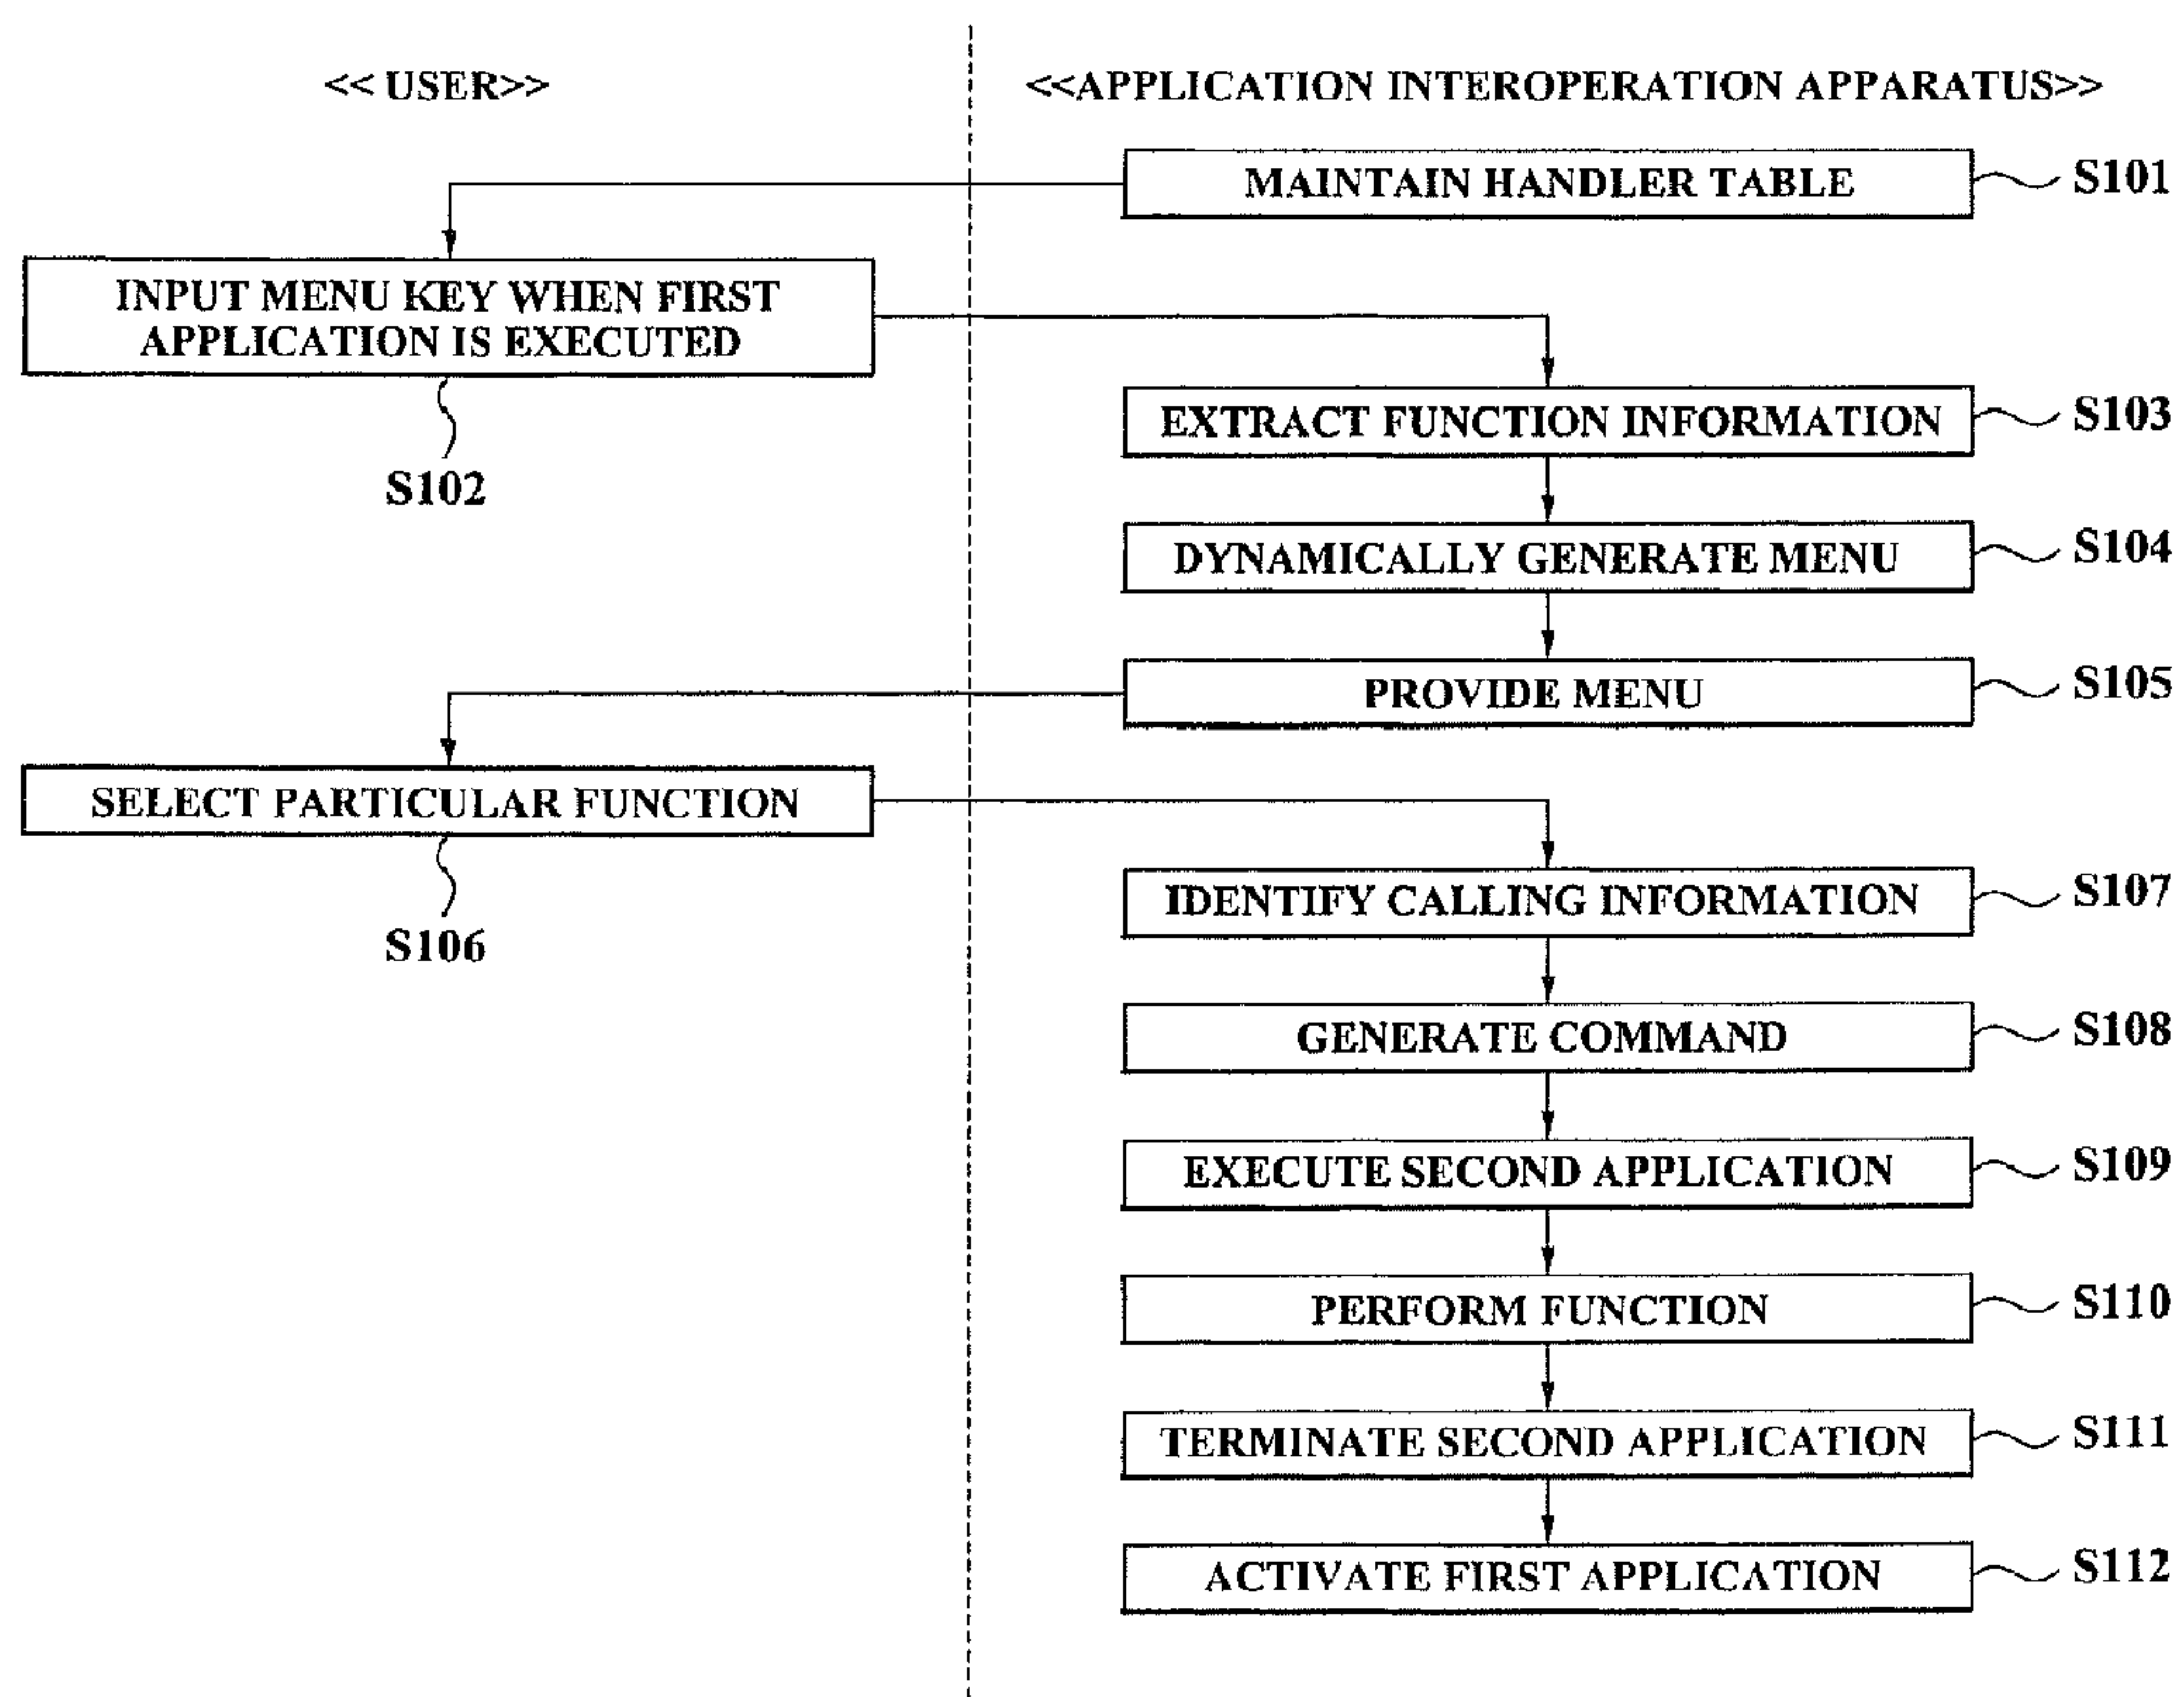 << USER>>
<<APPLICATION INTEROPERATION APPARATUS>>
MAINTAIN HANDLER TABLE
S101
INPUT MENU KEY WHEN FIRST
APPLICATION IS EXECUTED
S102
EXTRACT FUNCTION INFORMATION
S103
DYNAMICALLY GENERATE MENU
S104
PROVIDE MENU
S105
SELECT PARTICULAR FUNCTION
S106
IDENTIFY CALLING INFORMATION
S107
GENERATE COMMAND
S108
EXECUTE SECOND APPLICATION
S109
PERFORM FUNCTION
S110
TERMINATE SECOND APPLICATION
S111
ACTIVATE FIRST APPLICATION
S112